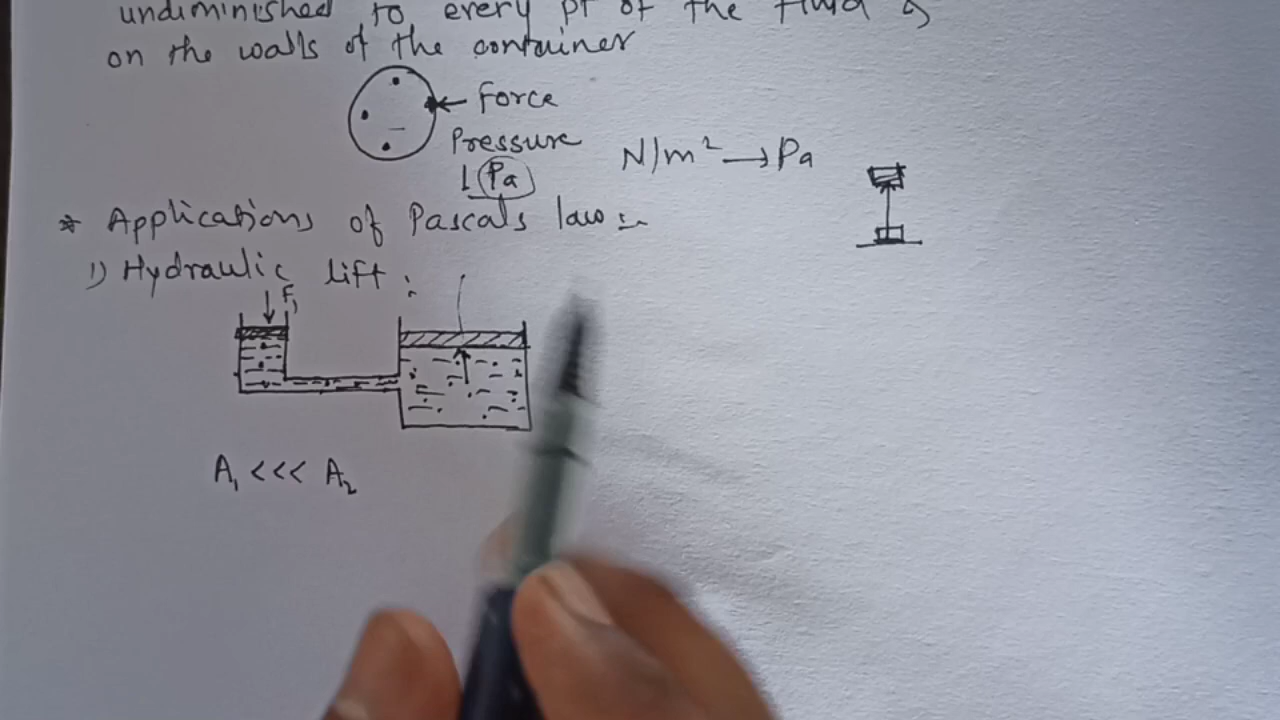 undiminished to every pt of the fluid &
on the walls of the container
Force
Pressure
N/m² → Pa
1 Pa
* Applications of Pascals law :-
1) Hydraulic lift :
F₁
A₁ <<< A₂